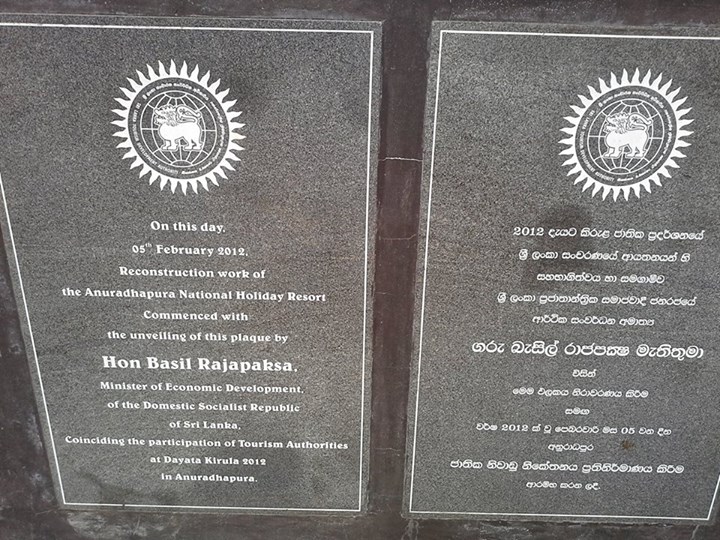 On this day,
05th February 2012,
Reconstruction work of
the Anuradhapura National Holiday Resort
Commenced with
the unveiling of this plaque by
Hon Basil Rajapaksa,
Minister of Economic Development,
of the Domestic Socialist Republic
of Sri Lanka,
Coinciding the participation of Tourism Authorities
at Dayata Kirula 2012
in Anuradhapura.
2012 දැයට කිරුළ ජාතික ප්‍රදර්ශනයේ
ශ්‍රී ලංකා සංචරණයේ ආයතනයන් හි
සහභාගිත්වය හා සමගාමීව
ශ්‍රී ලංකා ප්‍රජාතාන්ත්‍රික සමාජවාදී ජනරජයේ
ආර්ථික සංවර්ධන අමාත්‍ය
ගරු බැසිල් රාජපක්ෂ මැතිතුමා
විසින්
මෙම ඵලකය නිරාවරණය කිරීම
සමඟ
වර්ෂ 2012 ක් වූ පෙබරවාරි මස 05 වන දින
අනුරාධපුර
ජාතික නිවාඩු නිකේතනය ප්‍රතිනිර්මාණය කිරීම
ආරම්භ කරන ලදී.